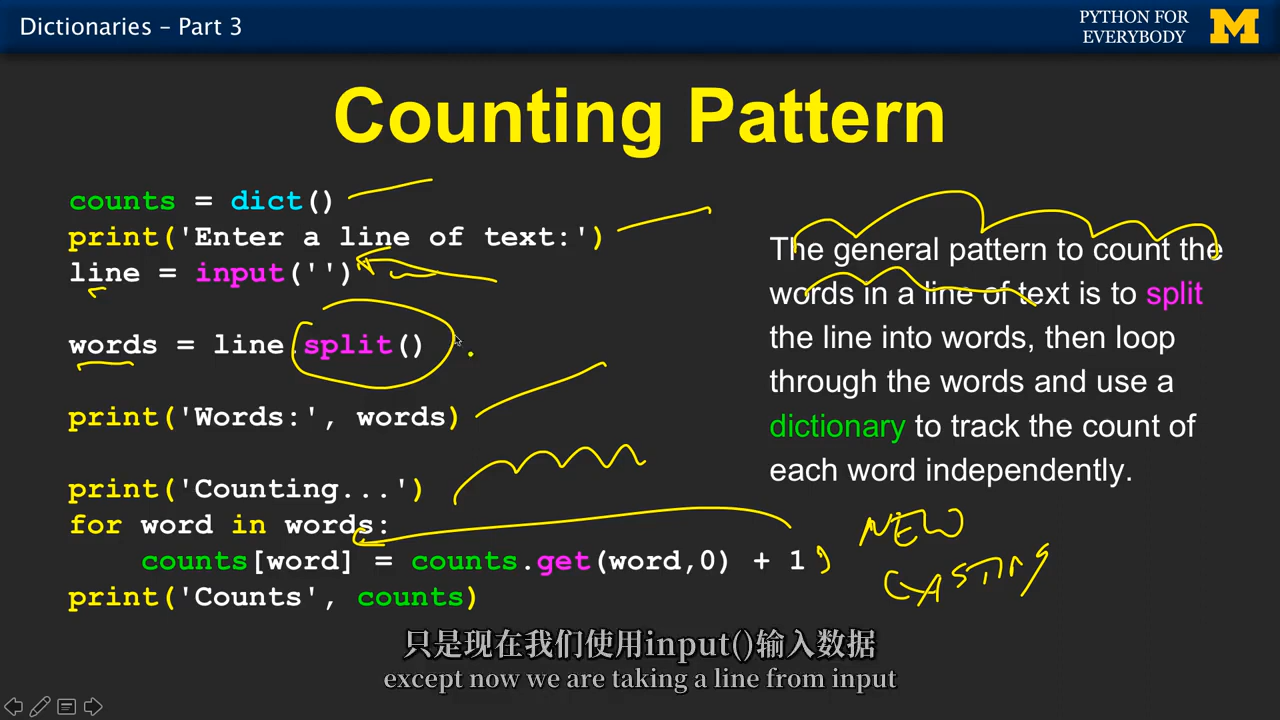 Dictionaries – Part 3
PYTHON FOR
EVERYBODY
M
Counting Pattern
counts = dict()
print('Enter a line of text:')
line = input('')
words = line.split()
print('Words:', words)
print('Counting...')
for word in words:
counts[word] = counts.get(word,0) + 1
print('Counts', counts)
The general pattern to count the
words in a line of text is to split
the line into words, then loop
through the words and use a
dictionary to track the count of
each word independently.
NEW
只是现在我们使用input()输入数据
except now we are taking a line from input